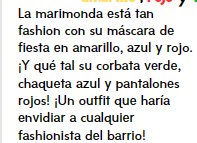 La marimonda está tan
fashion con su máscara de
fiesta en amarillo, azul y rojo.
¡Y qué tal su corbata verde,
chaqueta azul y pantalones
rojos! ¡Un outfit que haría
envidiar a cualquier
fashionista del barrio!